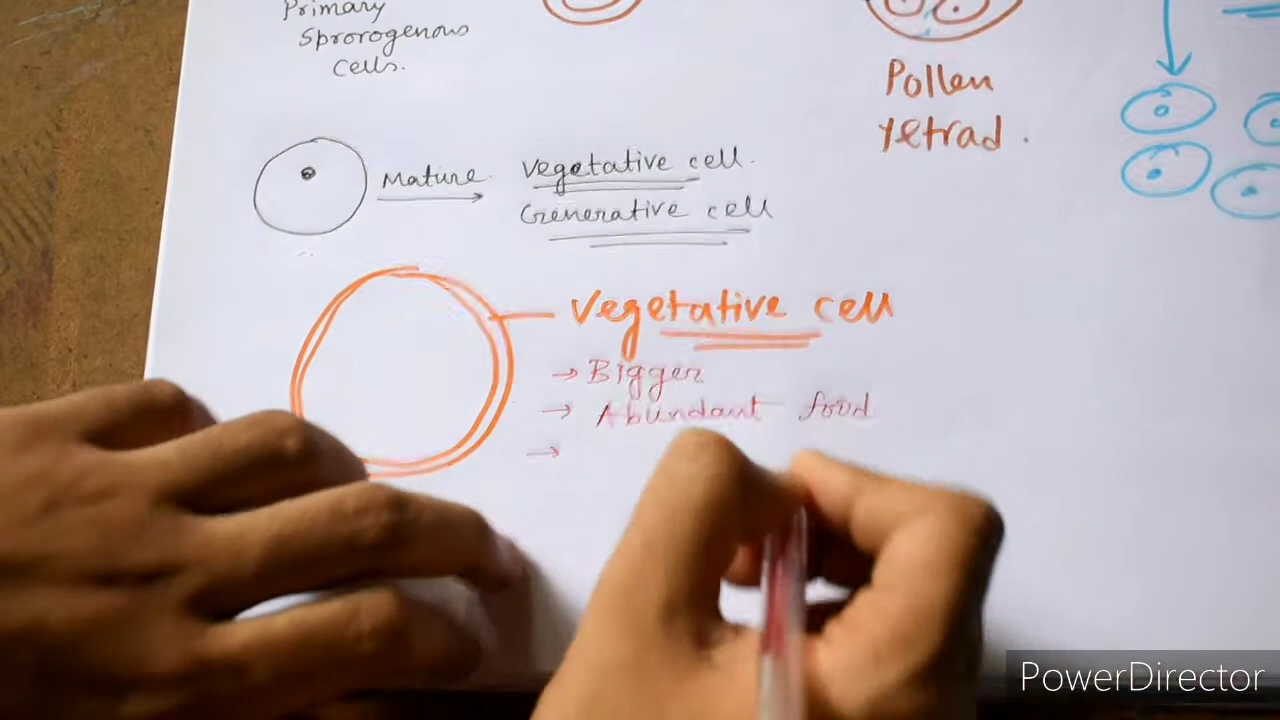 Primary
Sprorogenous
cells.
Pollen
Tetrad.
Mature.
Vegetative cell.
Generative cell
Vegetative cell
→ Bigger
→ Abundant food
→
PowerDirector